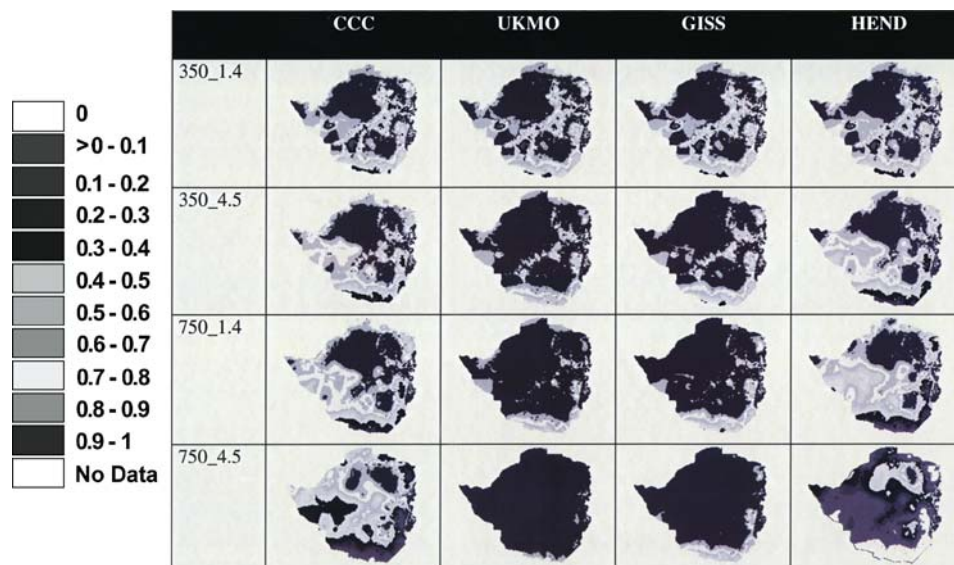 CCC UKMO GISS HEND
350_1.4
350_4.5
750_1.4
750_4.5
0
>0 - 0.1
0.1 - 0.2
0.2 - 0.3
0.3 - 0.4
0.4 - 0.5
0.5 - 0.6
0.6 - 0.7
0.7 - 0.8
0.8 - 0.9
0.9 - 1
No Data